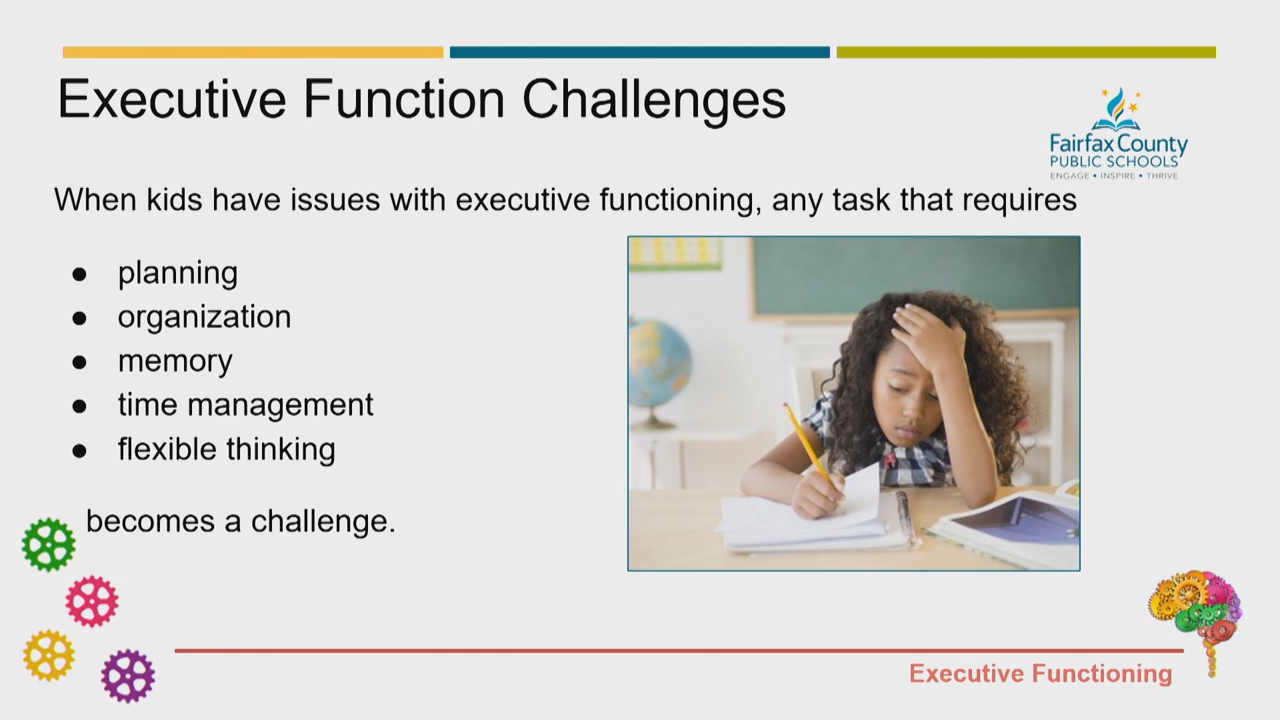 Executive Function Challenges
Fairfax County
PUBLIC SCHOOLS
ENGAGE • INSPIRE • THRIVE
When kids have issues with executive functioning, any task that requires
● planning
● organization
● memory
● time management
● flexible thinking
becomes a challenge.
Executive Functioning